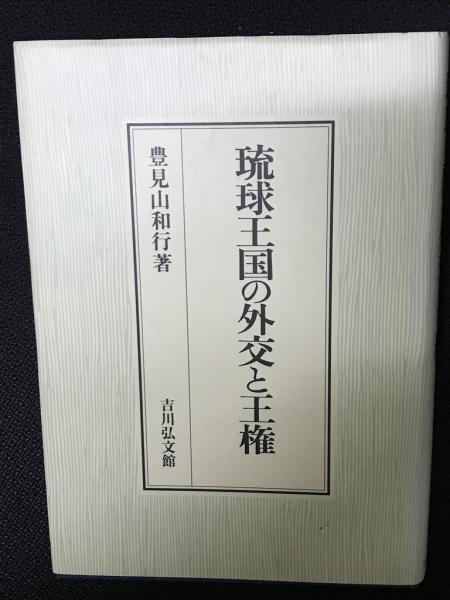 琉球王国の外交と王権
豊見山和行著
吉川弘文館